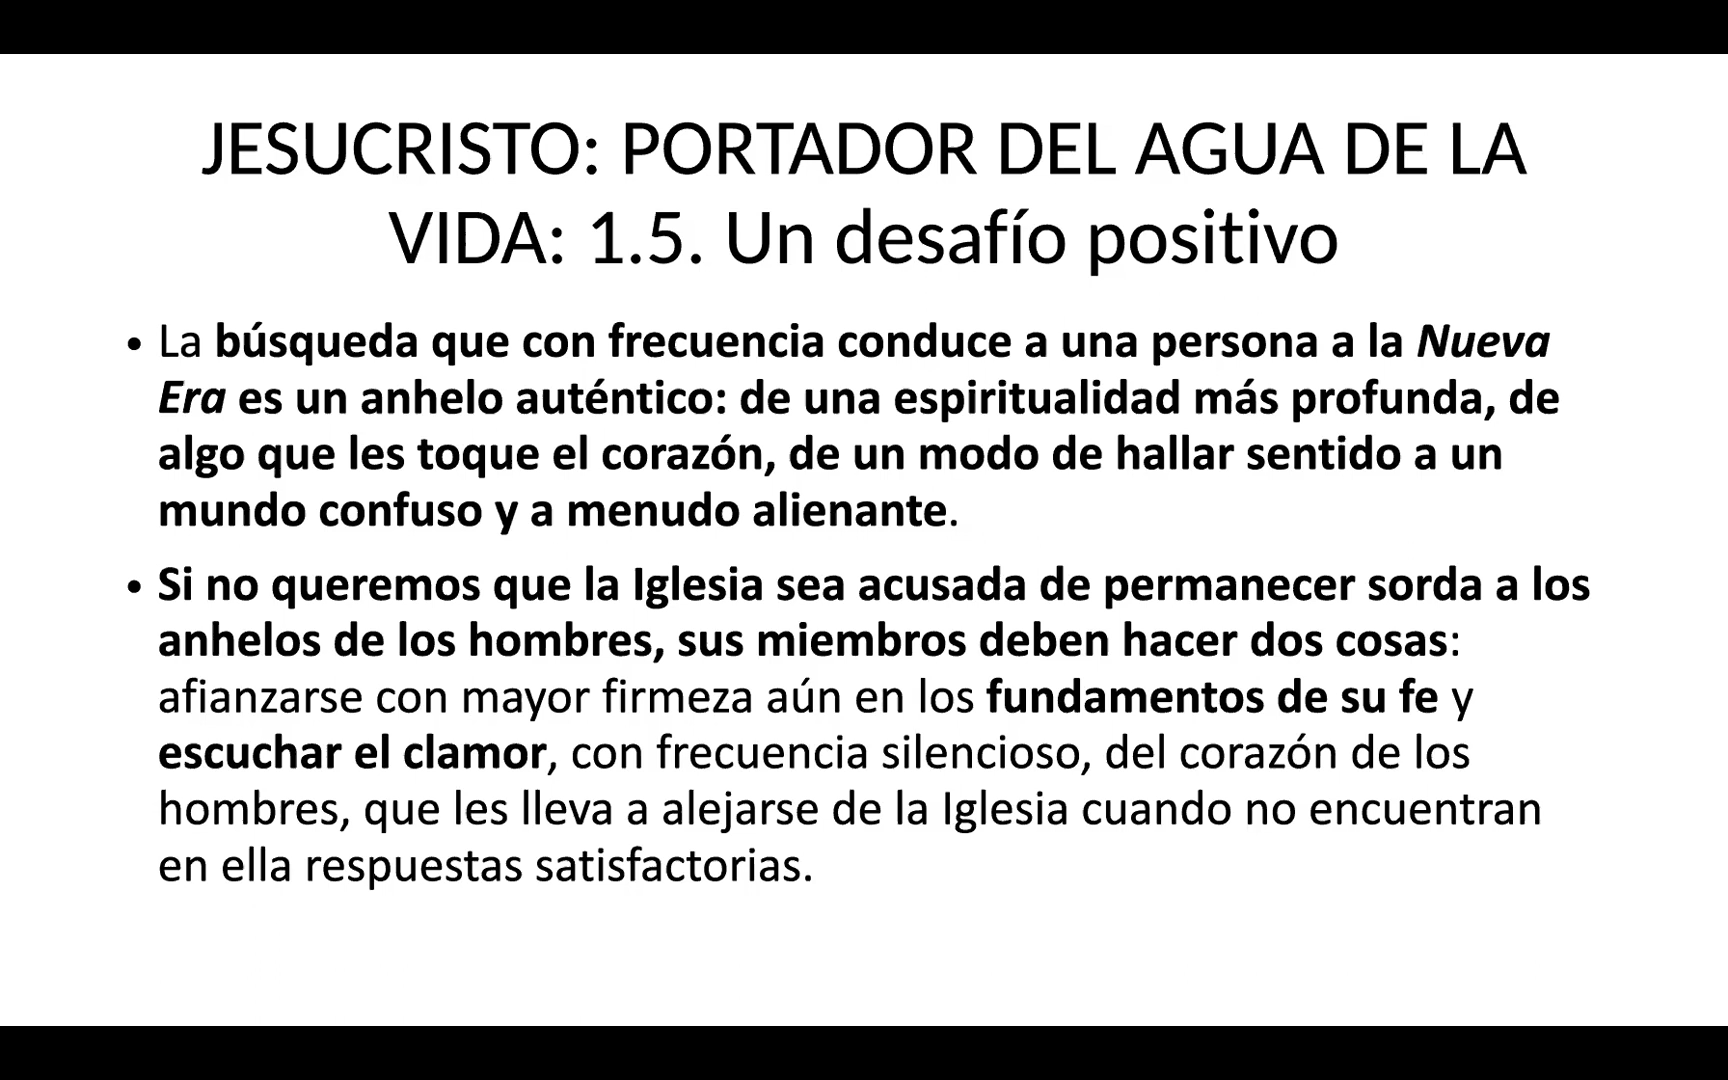 JESUCRISTO: PORTADOR DEL AGUA DE LA
VIDA: 1.5. Un desafío positivo
• La búsqueda que con frecuencia conduce a una persona a la Nueva
Era es un anhelo auténtico: de una espiritualidad más profunda, de
algo que les toque el corazón, de un modo de hallar sentido a un
mundo confuso y a menudo alienante.
• Si no queremos que la Iglesia sea acusada de permanecer sorda a los
anhelos de los hombres, sus miembros deben hacer dos cosas:
afianzarse con mayor firmeza aún en los fundamentos de su fe y
escuchar el clamor, con frecuencia silencioso, del corazón de los
hombres, que les lleva a alejarse de la Iglesia cuando no encuentran
en ella respuestas satisfactorias.